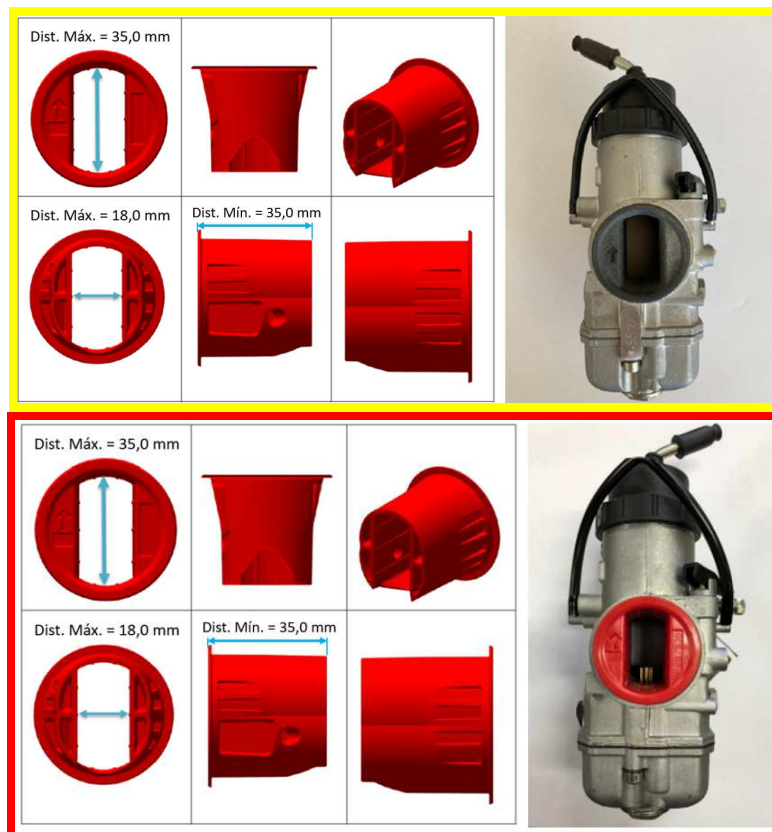 Dist. Máx. = 35,0 mm
Dist. Máx. = 18,0 mm
Dist. Mín. = 35,0 mm
Dist. Máx. = 35,0 mm
Dist. Máx. = 18,0 mm
Dist. Mín. = 35,0 mm